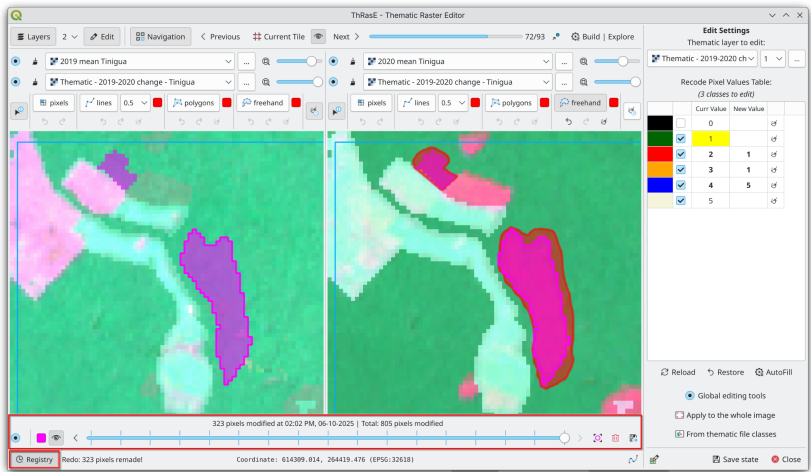 ThRasE - Thematic Raster Editor
Layers 2 Edit Navigation < Previous Current Tile Next > 72/93 Build | Explore
2019 mean Tinigua ...
Thematic - 2019-2020 change - Tinigua ...
pixels lines 0.5 polygons freehand
2020 mean Tinigua ...
Thematic - 2019-2020 change - Tinigua ...
pixels lines 0.5 polygons freehand
Edit Settings
Thematic layer to edit:
Thematic - 2019-2020 ch 1 ...
Recode Pixel Values Table:
(3 classes to edit)
Curr Value New Value
0
1
2 1
3 1
4 5
5
Reload Restore AutoFill
Global editing tools
Apply to the whole image
From thematic file classes
323 pixels modified at 02:02 PM, 06-10-2025 | Total: 805 pixels modified
Registry Redo: 323 pixels remade! Coordinate: 614309.014, 264419.476 (EPSG:32618)
Save state Close